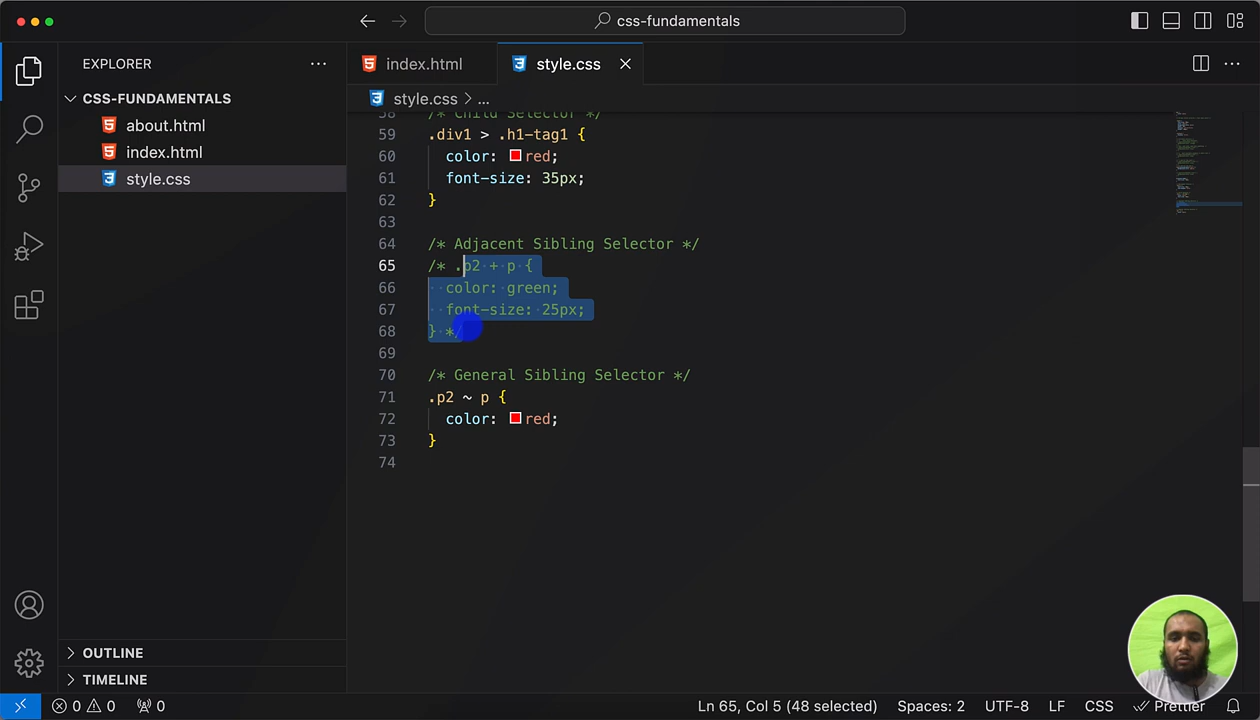 css-fundamentals
EXPLORER
index.html
style.css
CSS-FUNDAMENTALS
style.css > ...
about.html
index.html
style.css
58 /* Child Selector */
59 .div1 > .h1-tag1 {
60 color: red;
61 font-size: 35px;
62 }
63
64 /* Adjacent Sibling Selector */
65 /* .p2 + p {
66 color: green;
67 font-size: 25px;
68 } */
69
70 /* General Sibling Selector */
71 .p2 ~ p {
72 color: red;
73 }
74
OUTLINE
TIMELINE
0 0 0 Ln 65, Col 5 (48 selected) Spaces: 2 UTF-8 LF CSS Prettier